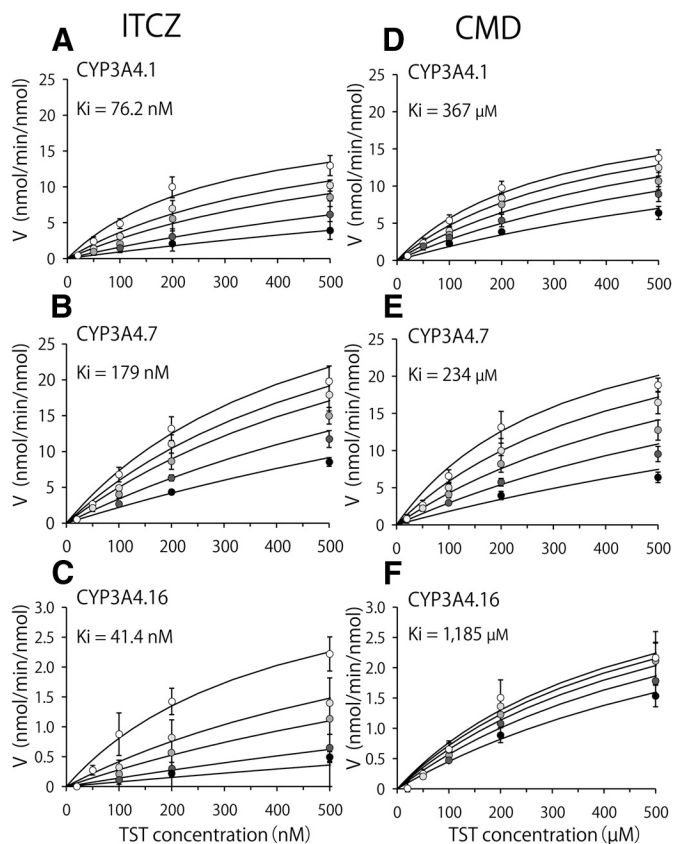 ITCZ
CMD
A
CYP3A4.1
Ki = 76.2 nM
V (nmol/min/nmol)
25
20
15
10
5
0
0 100 200 300 400 500
D
CYP3A4.1
Ki = 367 μM
V (nmol/min/nmol)
25
20
15
10
5
0
0 100 200 300 400 500
B
CYP3A4.7
Ki = 179 nM
V (nmol/min/nmol)
25
20
15
10
5
0
0 100 200 300 400 500
E
CYP3A4.7
Ki = 234 μM
V (nmol/min/nmol)
25
20
15
10
5
0
0 100 200 300 400 500
C
CYP3A4.16
Ki = 41.4 nM
V (nmol/min/nmol)
3.0
2.5
2.0
1.5
1.0
0.5
0
0 100 200 300 400 500
TST concentration (nM)
F
CYP3A4.16
Ki = 1,185 μM
V (nmol/min/nmol)
3.0
2.5
2.0
1.5
1.0
0.5
0
0 100 200 300 400 500
TST concentration (μM)